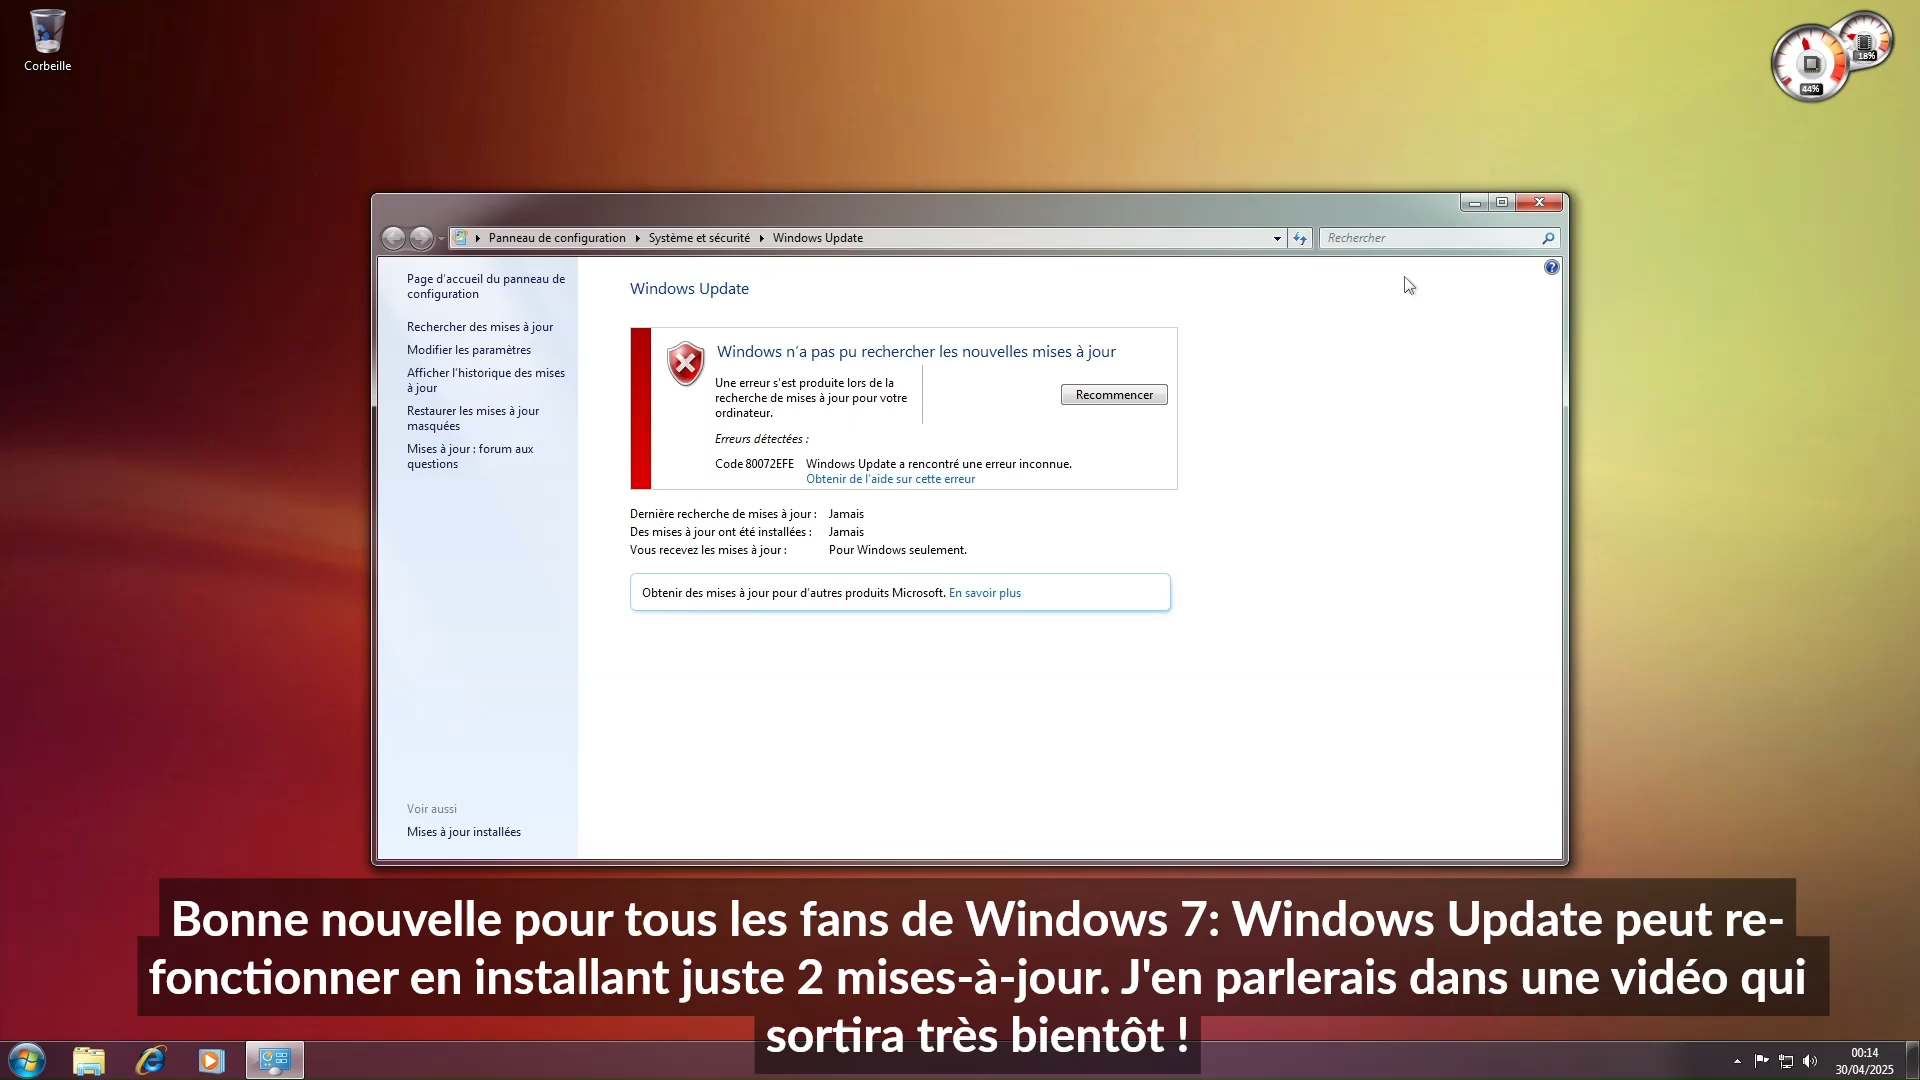 Corbeille
18%
44%
Panneau de configuration
Système et sécurité
Windows Update
Rechercher
Page d'accueil du panneau de
configuration
Rechercher des mises à jour
Modifier les paramètres
Afficher l'historique des mises
à jour
Restaurer les mises à jour
masquées
Mises à jour : forum aux
questions
Voir aussi
Mises à jour installées
Windows Update
Windows n'a pas pu rechercher les nouvelles mises à jour
Une erreur s'est produite lors de la
recherche de mises à jour pour votre
ordinateur.
Recommencer
Erreurs détectées :
Code 80072EFE Windows Update a rencontré une erreur inconnue.
Obtenir de l'aide sur cette erreur
Dernière recherche de mises à jour : Jamais
Des mises à jour ont été installées : Jamais
Vous recevez les mises à jour : Pour Windows seulement.
Obtenir des mises à jour pour d'autres produits Microsoft. En savoir plus
Bonne nouvelle pour tous les fans de Windows 7: Windows Update peut re-
fonctionner en installant juste 2 mises-à-jour. J'en parlerais dans une vidéo qui
sortira très bientôt !
00:14
30/04/2025